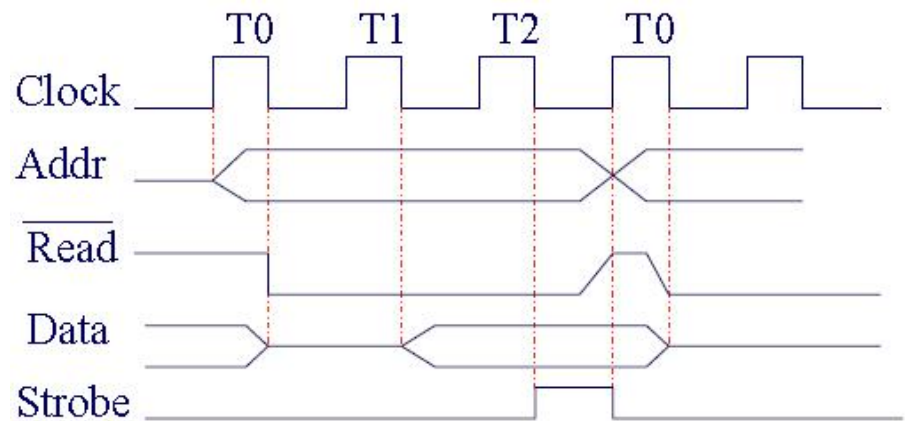 T0 T1 T2 T0
Clock
Addr
Read
Data
Strobe